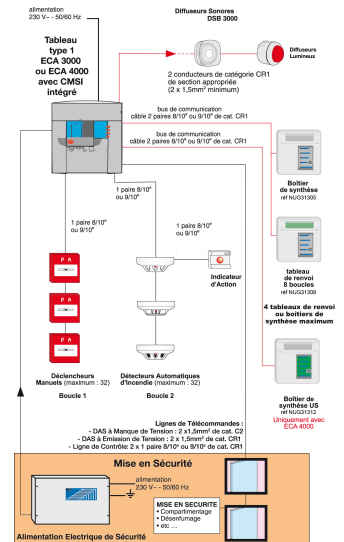 alimentation
230 V~ - 50/60 Hz
Diffuseurs Sonores
DSB 3000
Tableau
type 1
ECA 3000
ou ECA 4000
avec CMSI
intégré
Diffuseurs
Lumineux
2 conducteurs de catégorie CR1
de section appropriée
(2 x 1,5mm² minimum)
bus de communication
câble 2 paires 8/10° ou 9/10° de cat. CR1
bus de communication
câble 2 paires 8/10° ou 9/10° de cat. CR1
Boîtier
de synthèse
réf NUG31305
1 paire 8/10°
ou 9/10°
1 paire 8/10°
ou 9/10°
1 paire 8/10°
ou 9/10°
tableau
de renvoi
8 boucles
réf NUG31309
Indicateur
d'Action
4 tableaux de renvoi
ou boîtiers de
synthèse maximum
Déclencheurs
Manuels (maximum : 32)
Boucle 1
Détecteurs Automatiques
d'Incendie (maximum : 32)
Boucle 2
Boîtier de
synthèse US
réf NUG31312
Uniquement avec
ECA 4000
Lignes de Télécommandes :
- DAS à Manque de Tension : 2 x1,5mm² de cat. C2
- DAS à Emission de Tension : 2 x 1,5mm² de cat. CR1
- Ligne de Contrôle: 2 x 1 paire 8/10° ou 9/10° de cat. CR1
Mise en Sécurité
alimentation
230 V~ - 50/60 Hz
MISE EN SECURITE
• Compartimentage
• Désenfumage
• etc ...
Alimentation Electrique de Sécurité